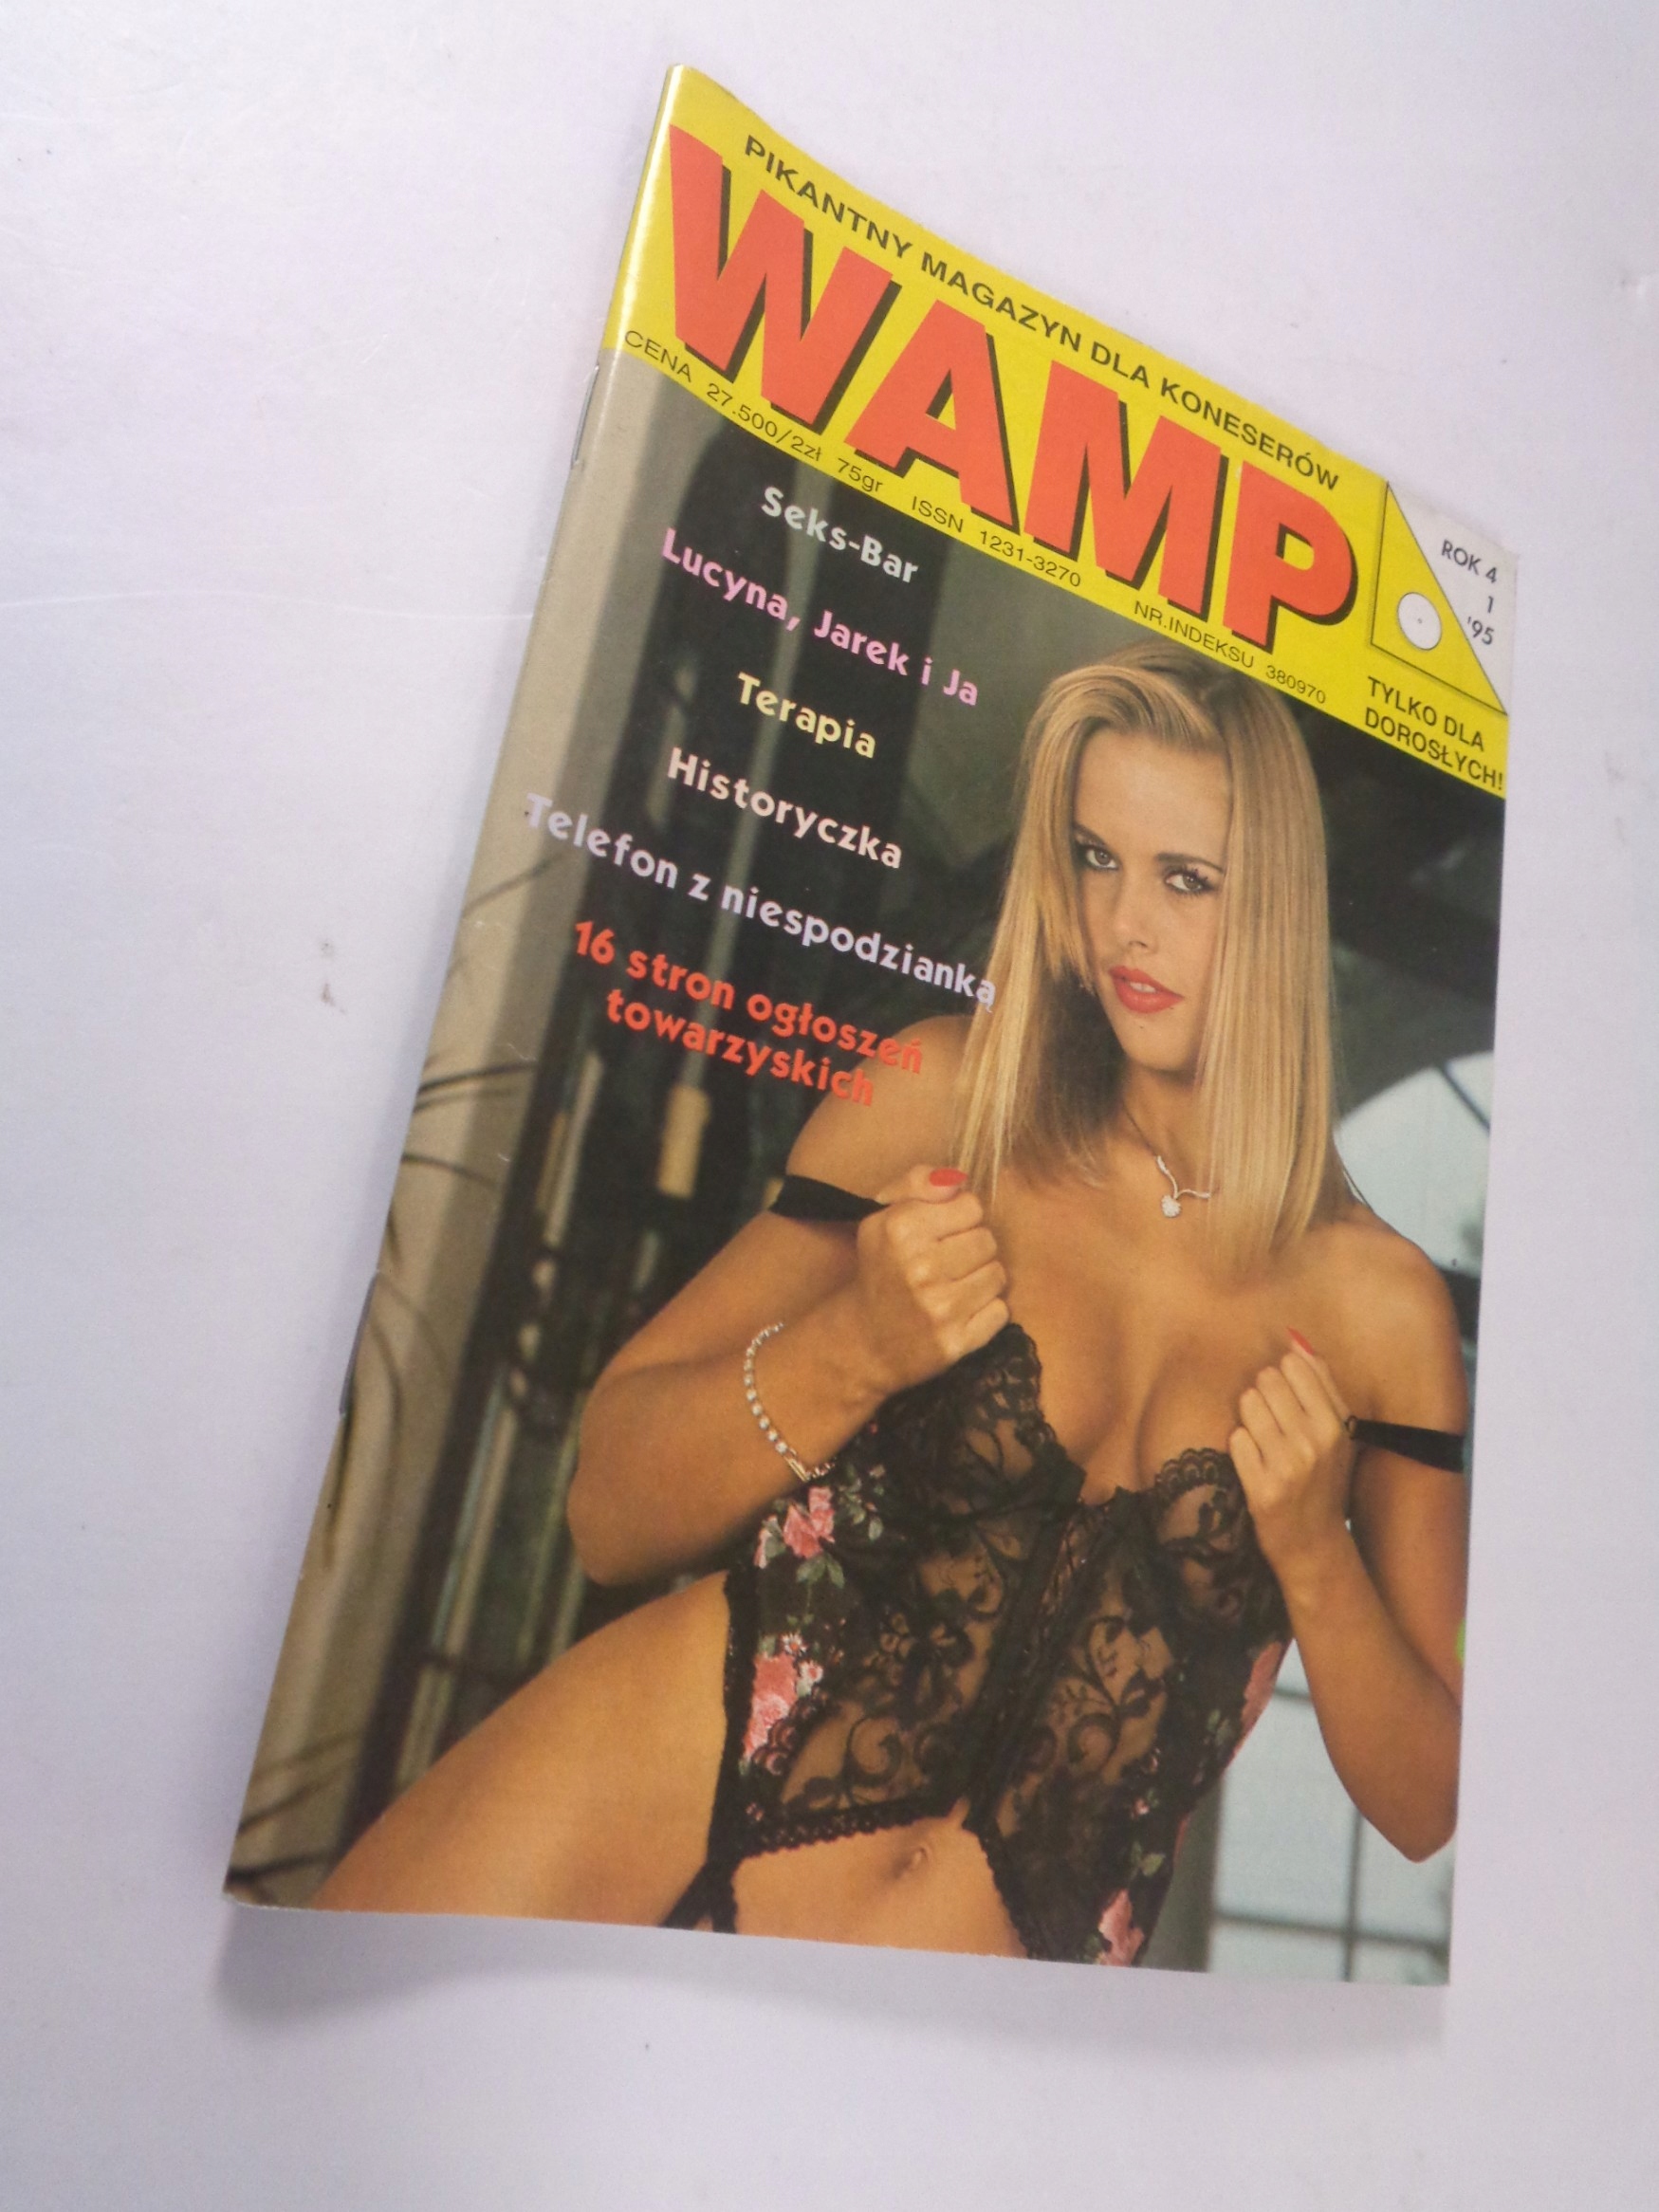 PIKANTNY MAGAZYN DLA KONESERÓW
WAMP
CENA 27.500/2zł 75gr ISSN 1231-3270 NR.INDEKSU 380970
ROK 4
1
'95
TYLKO DLA
DOROSŁYCH!
Seks-Bar
Lucyna, Jarek i Ja
Terapia
Historyczka
Telefon z niespodzianką
16 stron ogłoszeń
towarzyskich